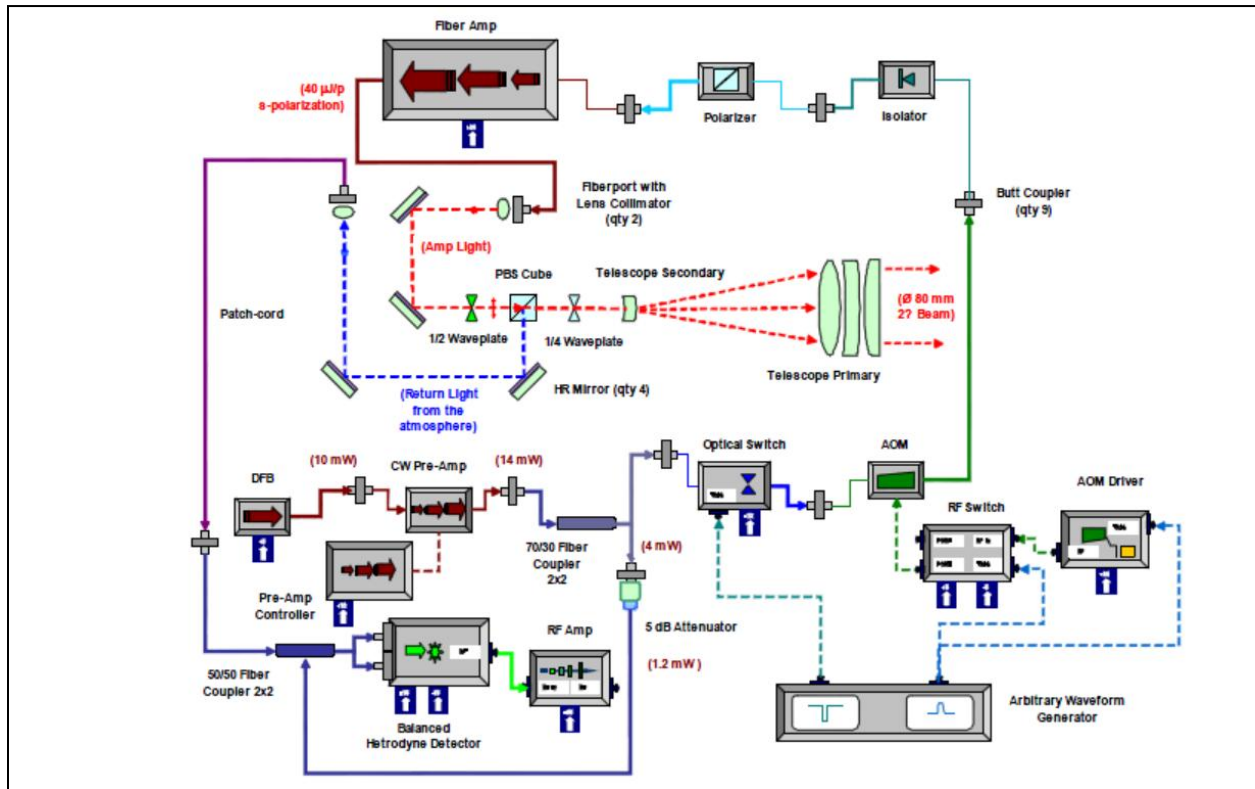 Fiber Amp
(40 µJ/p
s-polarization)
Polarizer
Isolator
Fiberport with
Lens Collimator
(qty 2)
Butt Coupler
(qty 9)
(Amp Light)
PBS Cube
Telescope Secondary
(Ø 80 mm
2? Beam)
Patch-cord
1/2 Waveplate
1/4 Waveplate
HR Mirror (qty 4)
Telescope Primary
(Return Light
from the
atmosphere)
Optical Switch
AOM
(10 mW)
CW Pre-Amp
(14 mW)
DFB
AOM Driver
RF Switch
(4 mW)
70/30 Fiber
Coupler
2x2
Pre-Amp
Controller
5 dB Attenuator
RF Amp
(1.2 mW )
50/50 Fiber
Coupler 2x2
Balanced
Hetrodyne Detector
Arbitrary Waveform
Generator